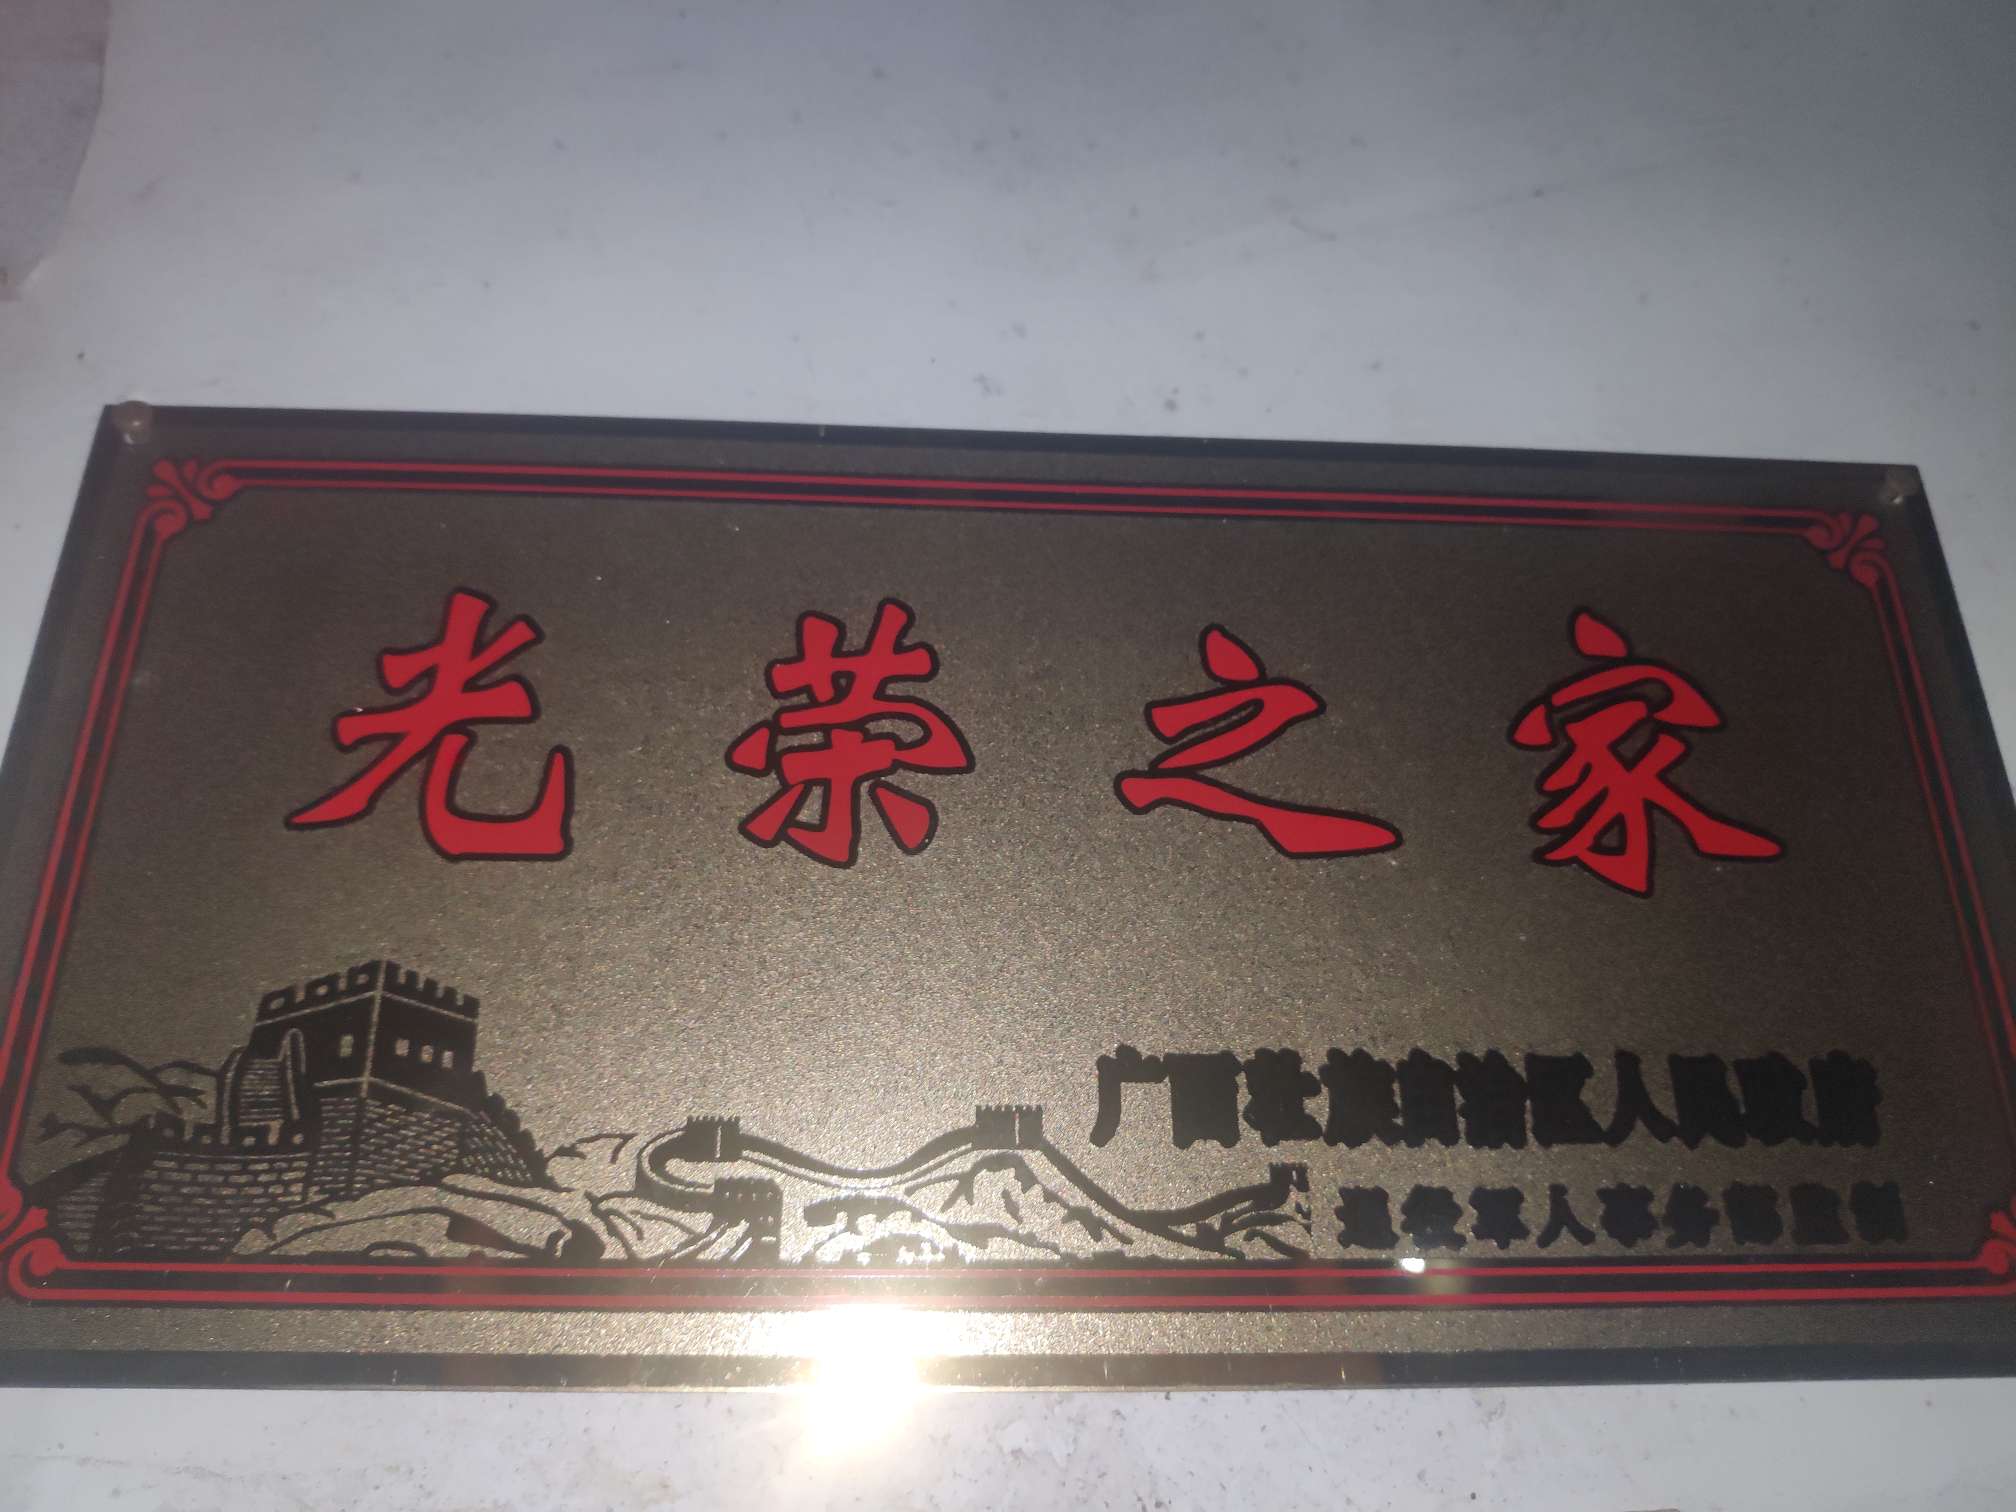 光荣之家
广西壮族自治区人民政府
退役军人事务部监制